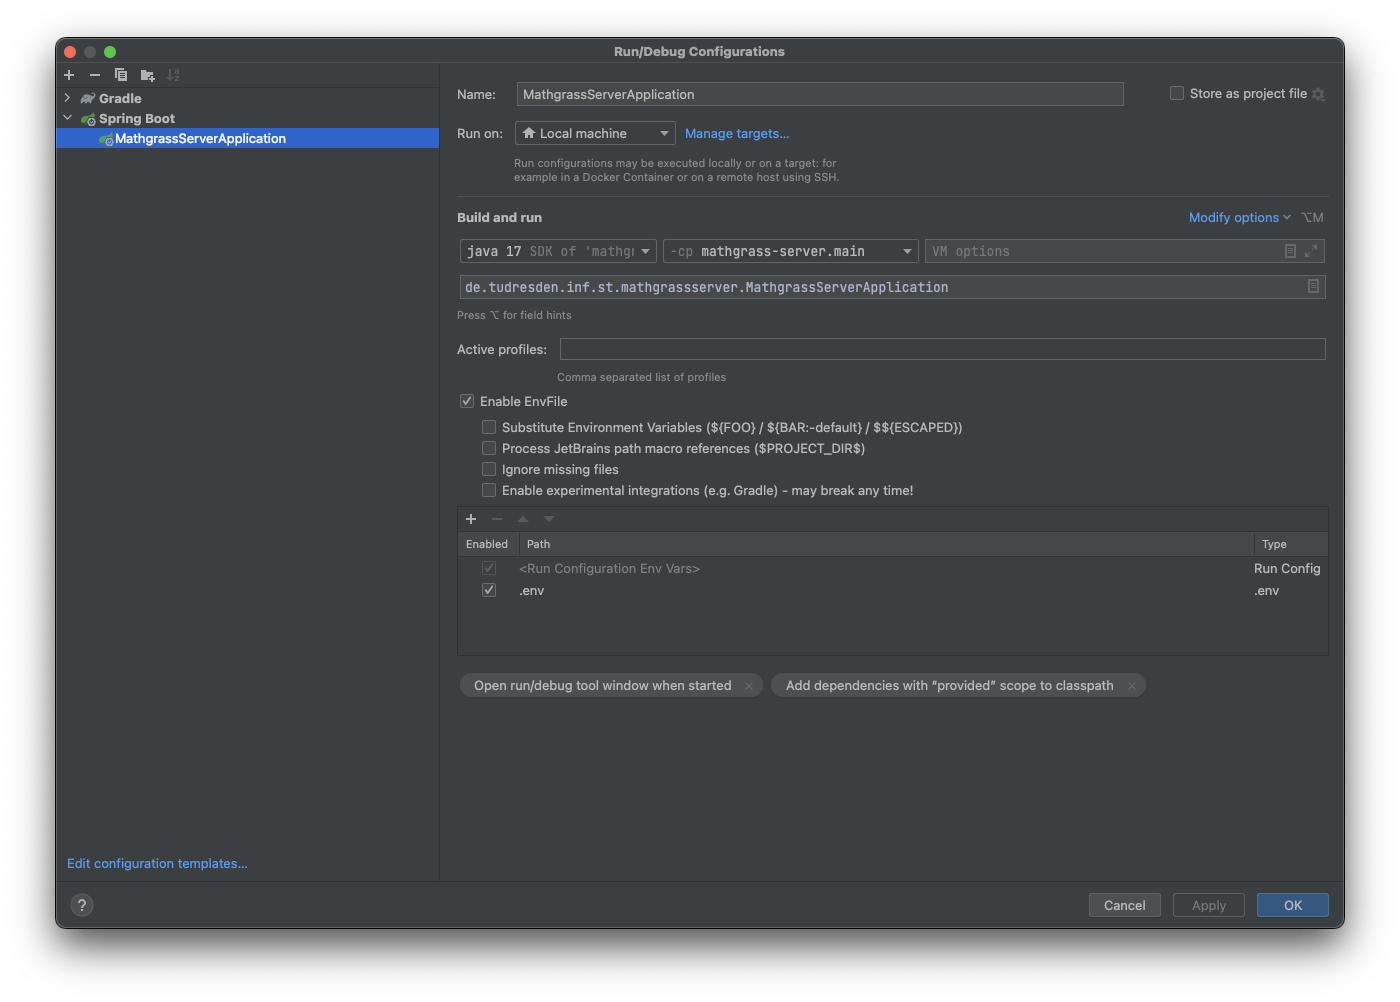 Run/Debug Configurations
Gradle
Spring Boot
MathgrassServerApplication
Edit configuration templates...
Name: MathgrassServerApplication
Store as project file
Run on: Local machine Manage targets...
Run configurations may be executed locally or on a target: for
example in a Docker Container or on a remote host using SSH.
Build and run
Modify options ⌥M
java 17 SDK of 'mathgr
-cp mathgrass-server.main
VM options
de.tudresden.inf.st.mathgrassserver.MathgrassServerApplication
Press ⌥ for field hints
Active profiles:
Comma separated list of profiles
Enable EnvFile
Substitute Environment Variables (${FOO} / ${BAR:-default} / $${ESCAPED})
Process JetBrains path macro references ($PROJECT_DIR$)
Ignore missing files
Enable experimental integrations (e.g. Gradle) - may break any time!
Enabled Path Type
<Run Configuration Env Vars> Run Config
.env .env
Open run/debug tool window when started ×
Add dependencies with “provided” scope to classpath ×
? Cancel Apply OK